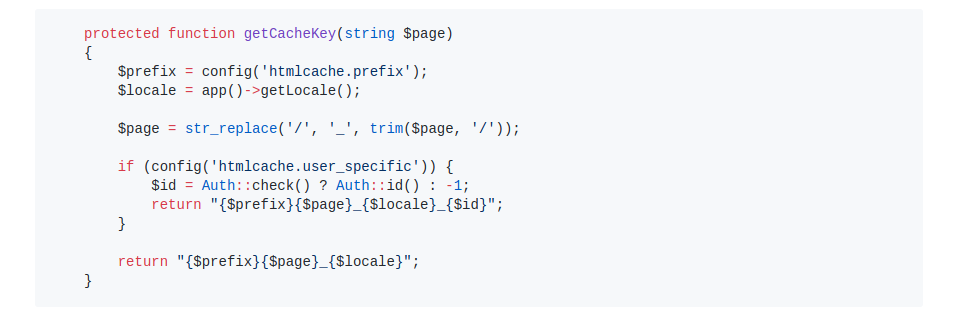 protected function getCacheKey(string $page)
{
    $prefix = config('htmlcache.prefix');
    $locale = app()->getLocale();

    $page = str_replace('/', '_', trim($page, '/'));

    if (config('htmlcache.user_specific')) {
        $id = Auth::check() ? Auth::id() : -1;
        return "{$prefix}{$page}_{$locale}_{$id}";
    }

    return "{$prefix}{$page}_{$locale}";
}